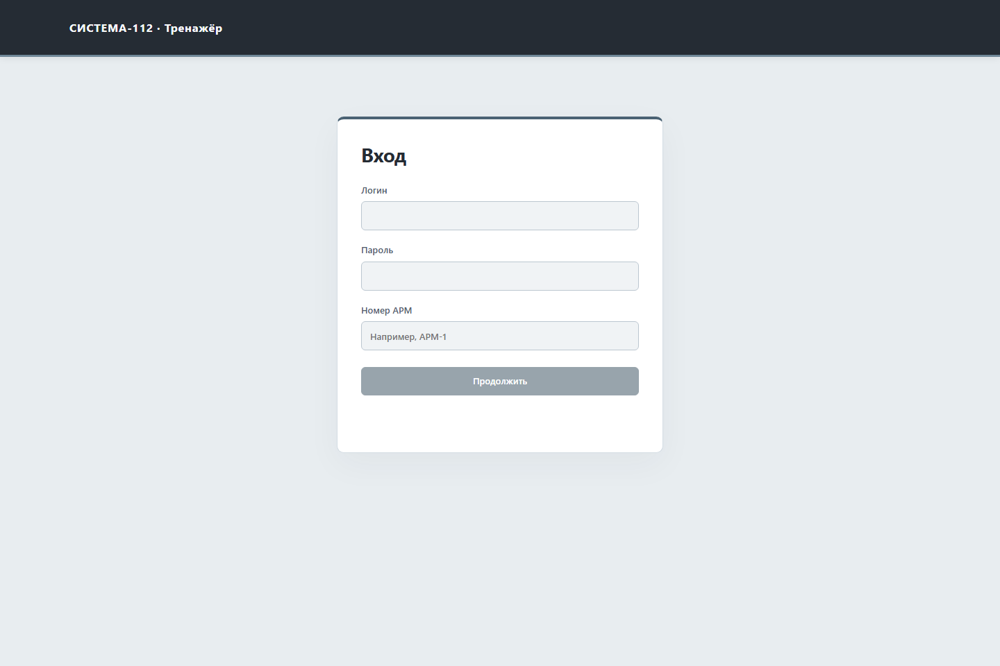 СИСТЕМА-112 · Тренажёр
Вход
Логин
Пароль
Номер АРМ
Например, АРМ-1
Продолжить